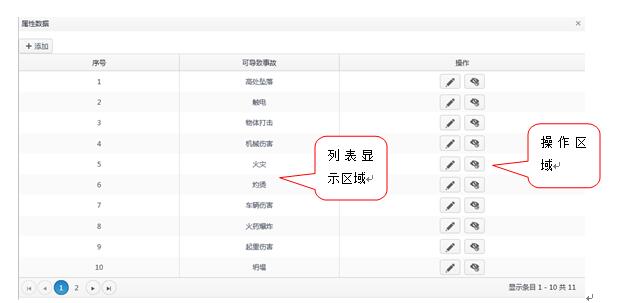 属性数据 ×
+ 添加
序号 可导致事故 操作
1 高处坠落
2 触电
3 物体打击
4 机械伤害
5 火灾
6 灼烫
7 车辆伤害
8 火药爆炸
9 起重伤害
10 坍塌
列表显
示区域↵
操作区
域↵
1 2 显示条目 1 - 10 共 11
↵